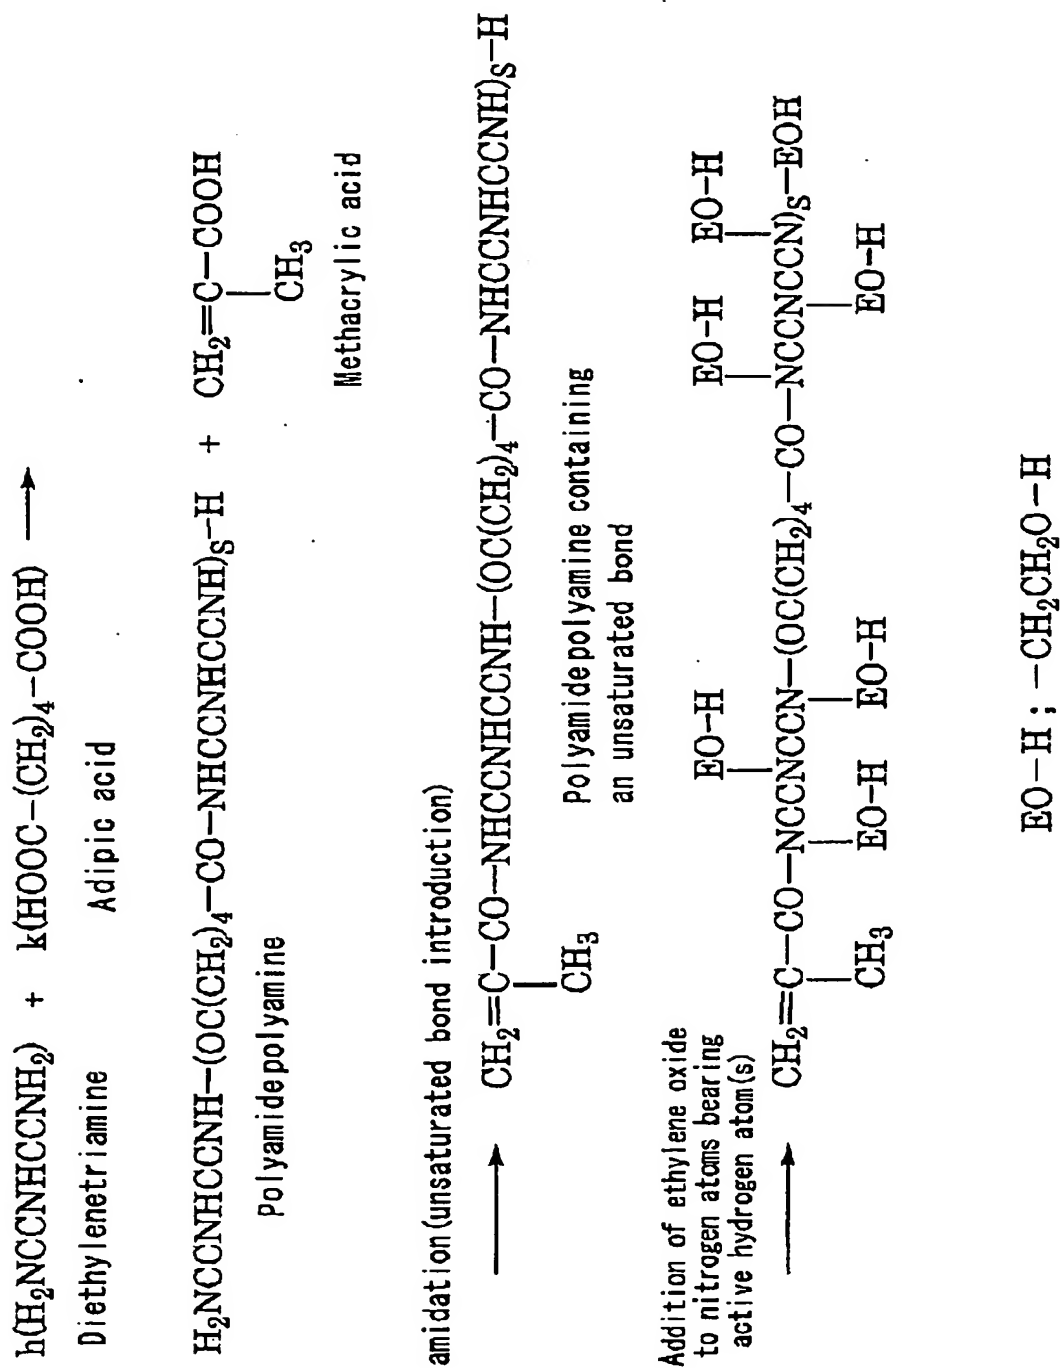 h(H₂NCCNHCCNH₂) + k(HOOC-(CH₂)₄-COOH) ⟶
Diethylenetriamine Adipic acid
H₂NCCNHCCNH-(OC(CH₂)₄-CO-NHCCNHCCNH)S-H + CH₂=C-COOH
CH₃
Polyamidepolyamine Methacrylic acid
amidation(unsaturated bond introduction)
⟶ CH₂=C-CO-NHCCNHCCNH-(OC(CH₂)₄-CO-NHCCNHCCNH)S-H
CH₃
Polyamidepolyamine containing
an unsaturated bond
Addition of ethylene oxide
to nitrogen atoms bearing
active hydrogen atom(s)
EO-H EO-H EO-H
⟶ CH₂=C-CO-NCCNCCN-(OC(CH₂)₄-CO-NCCNCCN)S-EOH
CH₃ EO-H EO-H EO-H
EO-H ; -CH₂CH₂O-H